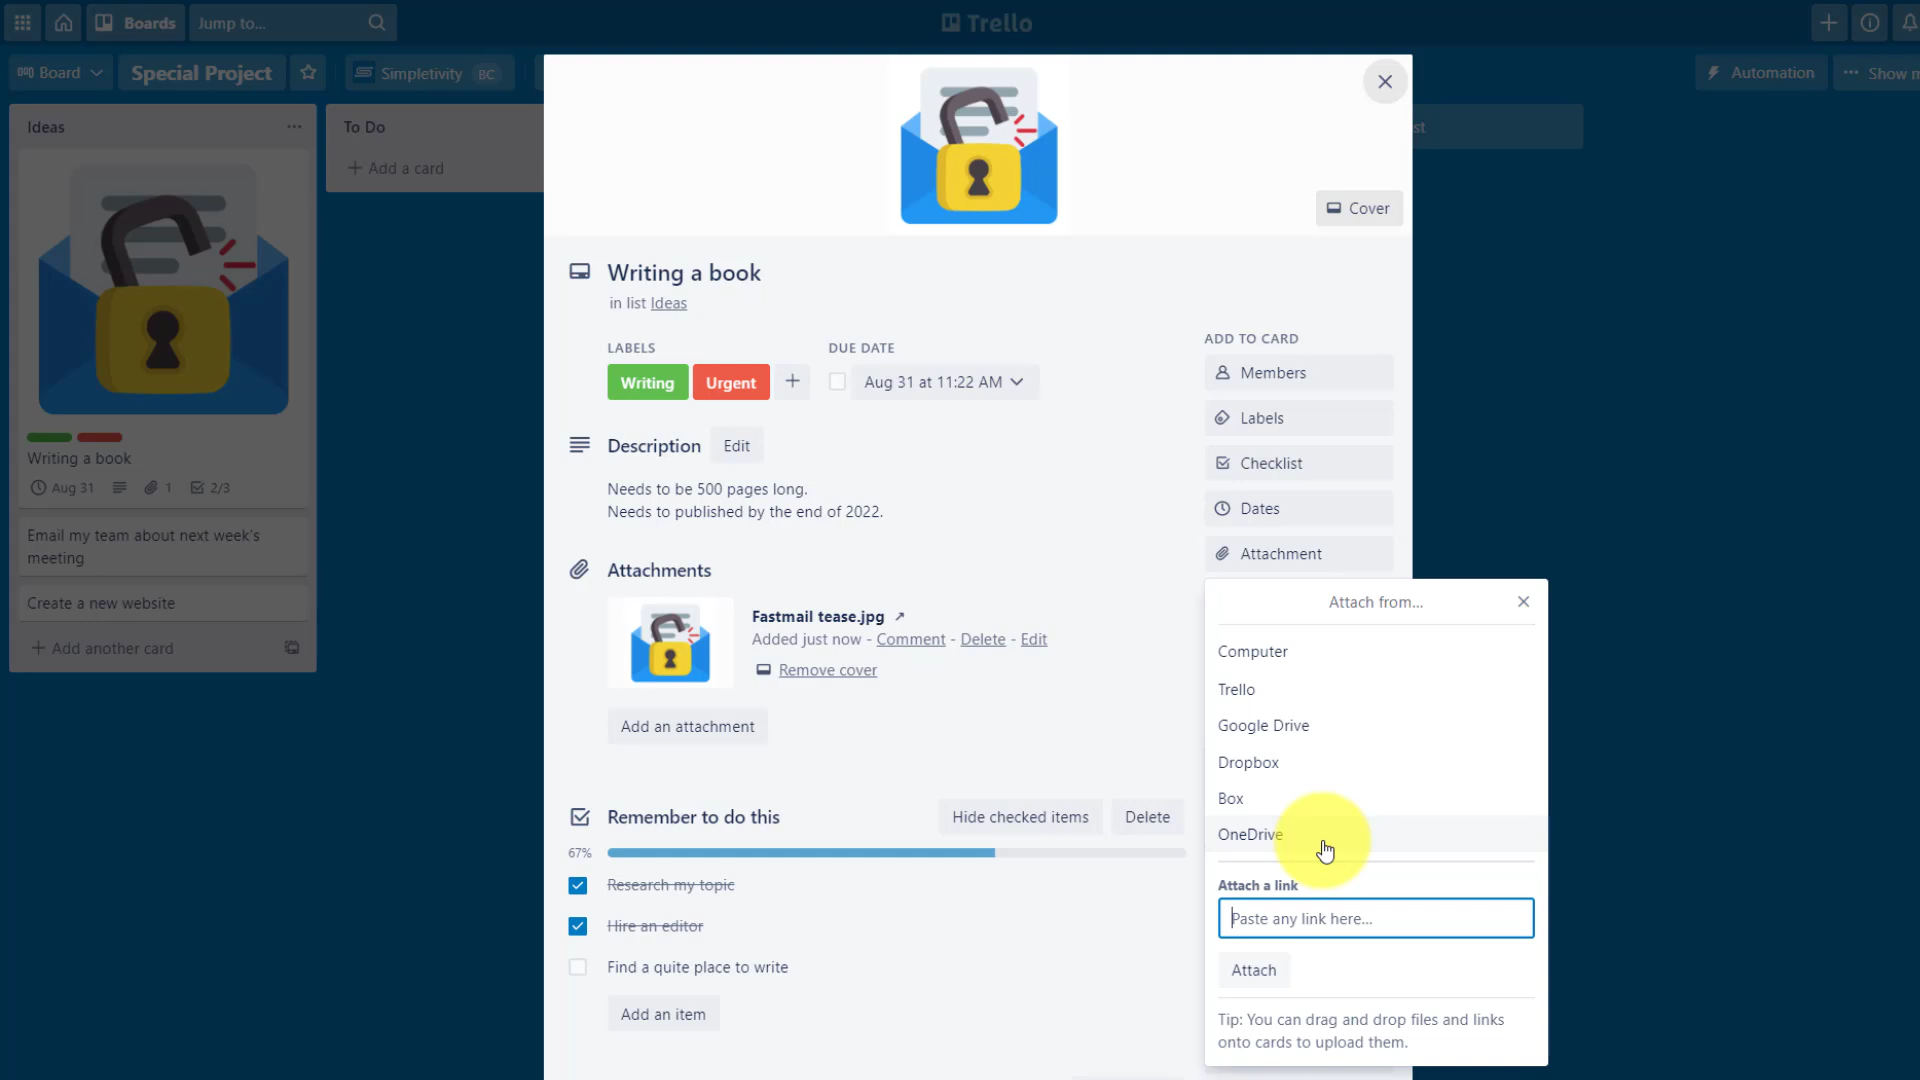 Boards
Jump to...
Trello
Board
Special Project
Simpletivity
BC
Automation
Show
Ideas
To Do
Add a card
Cover
Writing a book
in list Ideas
LABELS
DUE DATE
Writing
Urgent
Aug 31 at 11:22 AM
Description
Edit
Needs to be 500 pages long.
Needs to published by the end of 2022.
Attachments
Fastmail tease.jpg
Added just now - Comment - Delete - Edit
Remove cover
Add an attachment
Remember to do this
Hide checked items
Delete
67%
Research my topic
Hire an editor
Find a quite place to write
Add an item
ADD TO CARD
Members
Labels
Checklist
Dates
Attachment
Attach from...
Computer
Trello
Google Drive
Dropbox
Box
OneDrive
Attach a link
Paste any link here...
Attach
Tip: You can drag and drop files and links
onto cards to upload them.
Writing a book
Aug 31
1
2/3
Email my team about next week's
meeting
Create a new website
Add another card